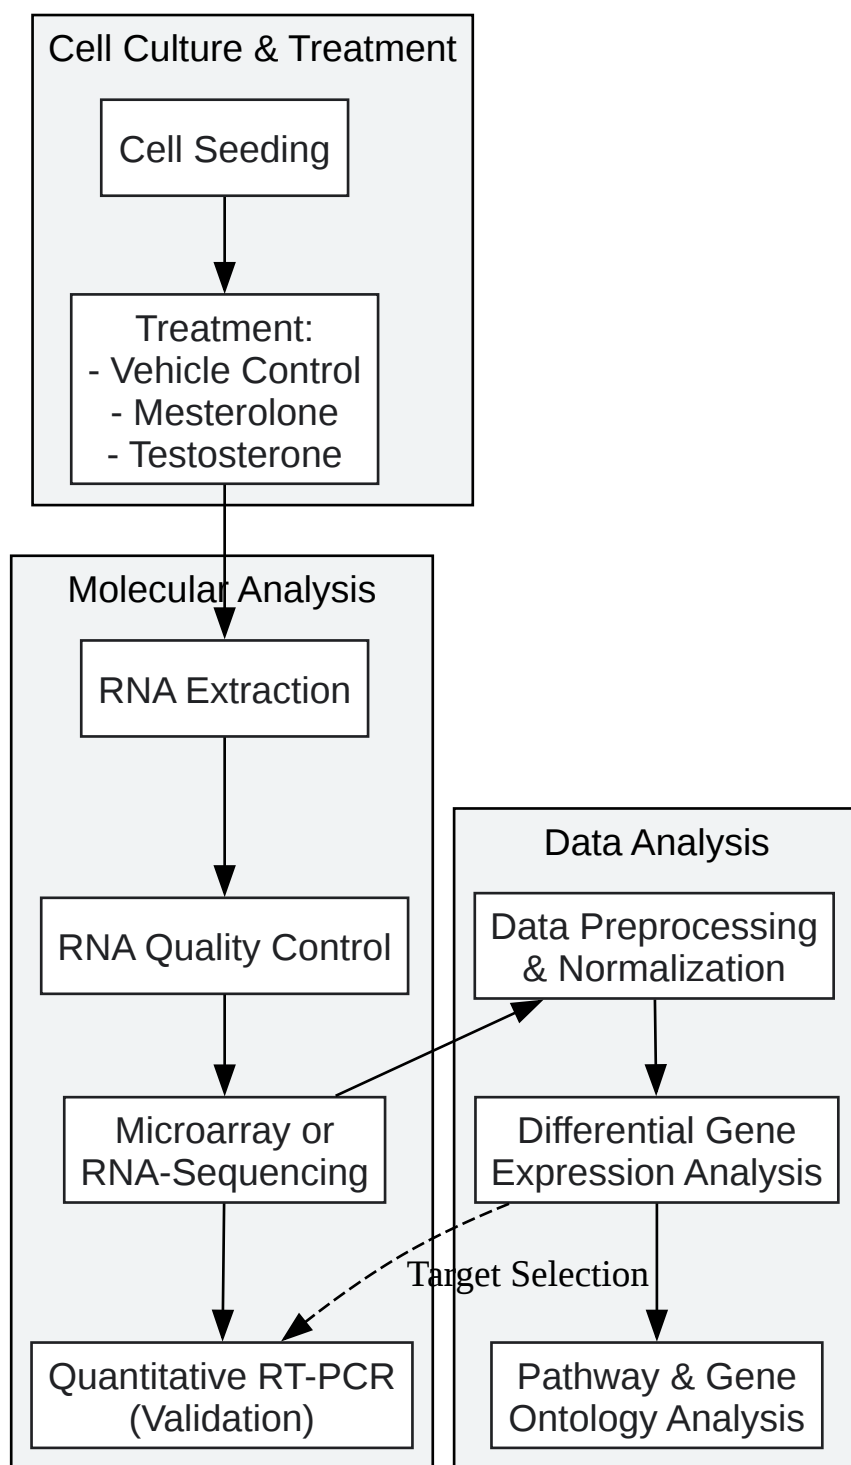 Cell Culture & Treatment
Cell Seeding
Treatment:
- Vehicle Control
- Mesterolone
- Testosterone
Molecular Analysis
RNA Extraction
RNA Quality Control
Microarray or
RNA-Sequencing
Quantitative RT-PCR
(Validation)
Data Analysis
Data Preprocessing
& Normalization
Differential Gene
Expression Analysis
Target Selection
Pathway & Gene
Ontology Analysis